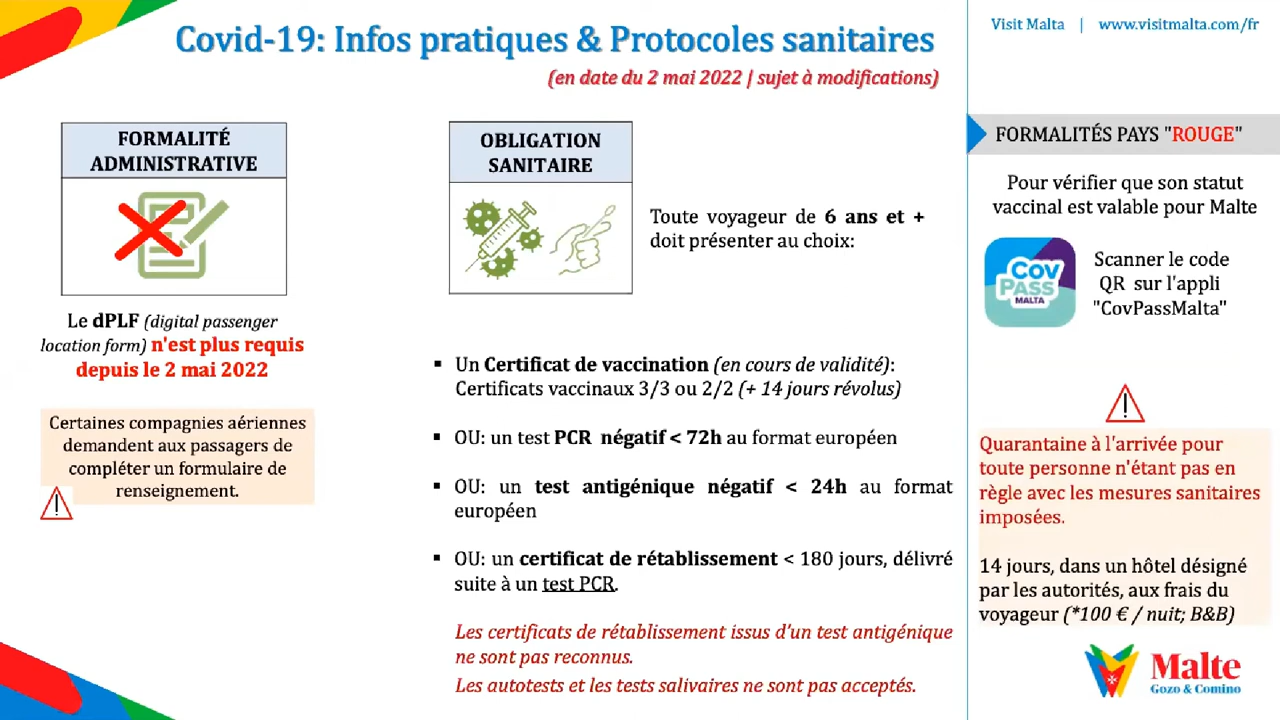 Covid-19: Infos pratiques & Protocoles sanitaires
(en date du 2 mai 2022 | sujet à modifications)
Visit Malta | www.visitmalta.com/fr
FORMALITÉ
ADMINISTRATIVE
Le dPLF (digital passenger
location form) n'est plus requis
depuis le 2 mai 2022
Certaines compagnies aériennes
demandent aux passagers de
compléter un formulaire de
renseignement.
!
OBLIGATION
SANITAIRE
Toute voyageur de 6 ans et +
doit présenter au choix:
▪ Un Certificat de vaccination (en cours de validité):
Certificats vaccinaux 3/3 ou 2/2 (+ 14 jours révolus)
▪ OU: un test PCR négatif < 72h au format européen
▪ OU: un test antigénique négatif < 24h au format
européen
▪ OU: un certificat de rétablissement < 180 jours, délivré
suite à un test PCR.
Les certificats de rétablissement issus d'un test antigénique
ne sont pas reconnus.
Les autotests et les tests salivaires ne sont pas acceptés.
FORMALITÉS PAYS "ROUGE"
Pour vérifier que son statut
vaccinal est valable pour Malte
COV
PASS
MALTA
Scanner le code
QR sur l'appli
"CovPassMalta"
!
Quarantaine à l'arrivée pour
toute personne n'étant pas en
règle avec les mesures sanitaires
imposées.
14 jours, dans un hôtel désigné
par les autorités, aux frais du
voyageur (*100 € / nuit; B&B)
Malte
Gozo & Comino